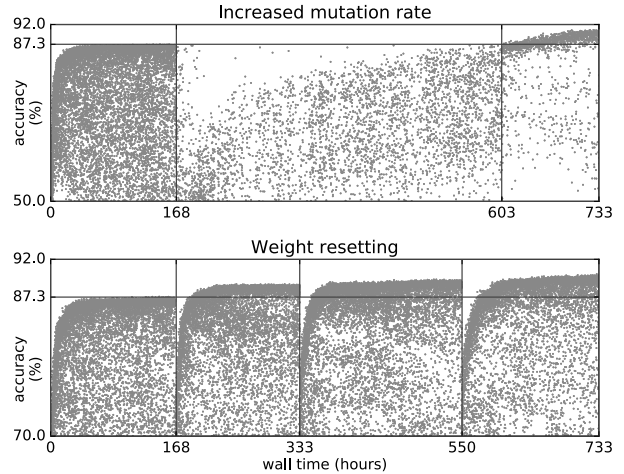 Increased mutation rate
92.0
87.3
accuracy
(%)
50.0
0 168 603 733
Weight resetting
92.0
87.3
accuracy
(%)
70.0
0 168 333 550 733
wall time (hours)